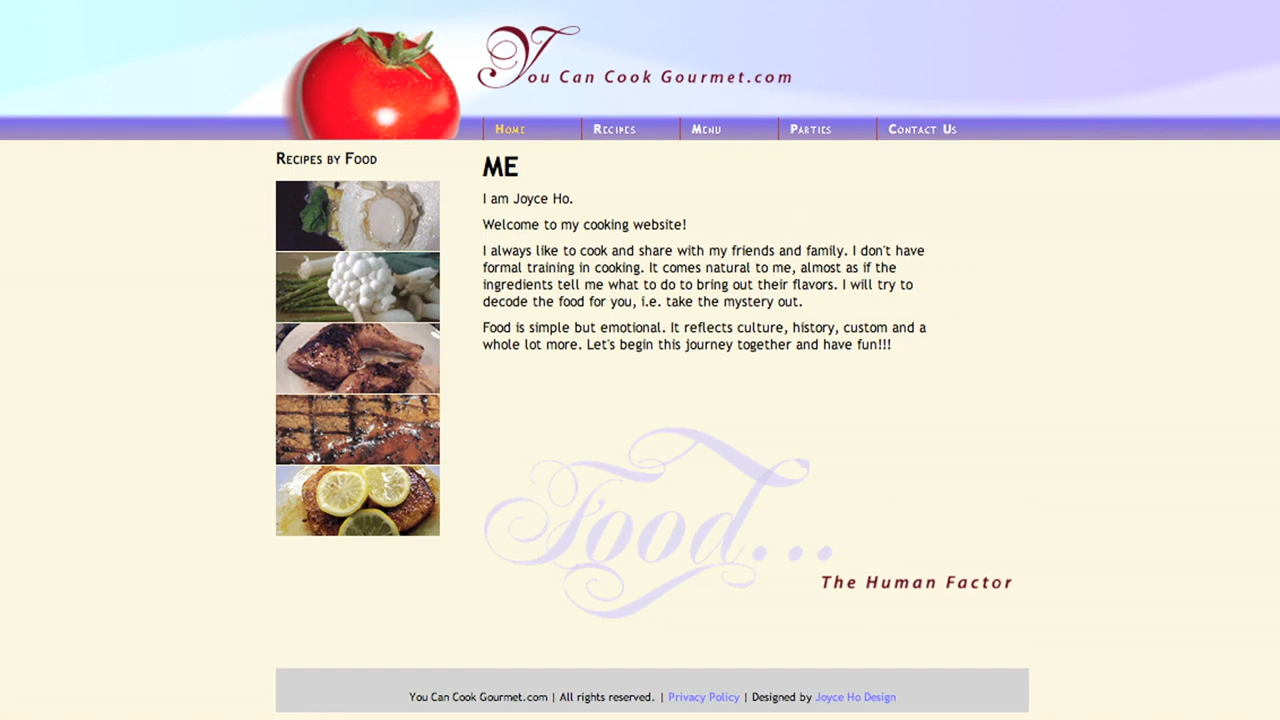 You Can Cook Gourmet.com
Home Recipes Menu Parties Contact Us
Recipes by Food
ME
I am Joyce Ho.
Welcome to my cooking website!
I always like to cook and share with my friends and family. I don't have
formal training in cooking. It comes natural to me, almost as if the
ingredients tell me what to do to bring out their flavors. I will try to
decode the food for you, i.e. take the mystery out.
Food is simple but emotional. It reflects culture, history, custom and a
whole lot more. Let's begin this journey together and have fun!!!
Food...
The Human Factor
You Can Cook Gourmet.com | All rights reserved. | Privacy Policy | Designed by Joyce Ho Design